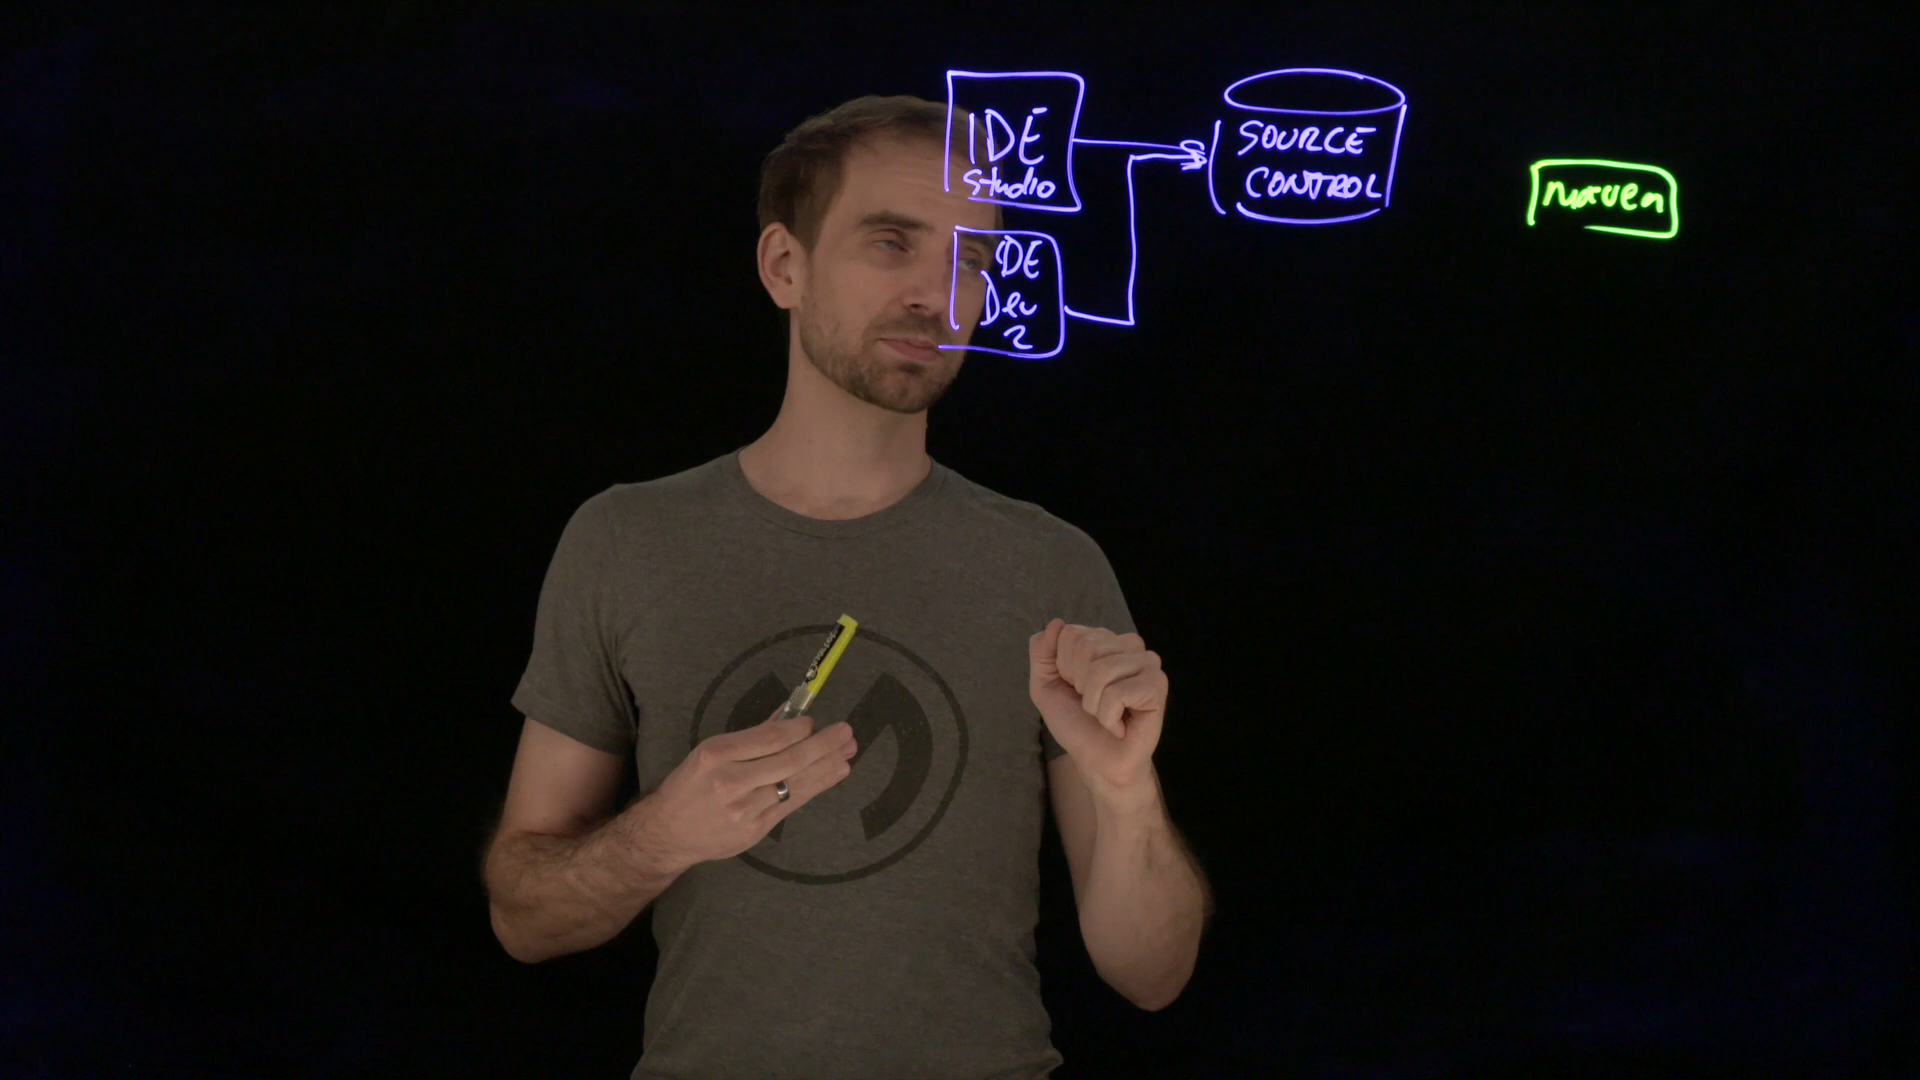 IDE
Studio
IDE
Dev
2
SOURCE
CONTROL
maven